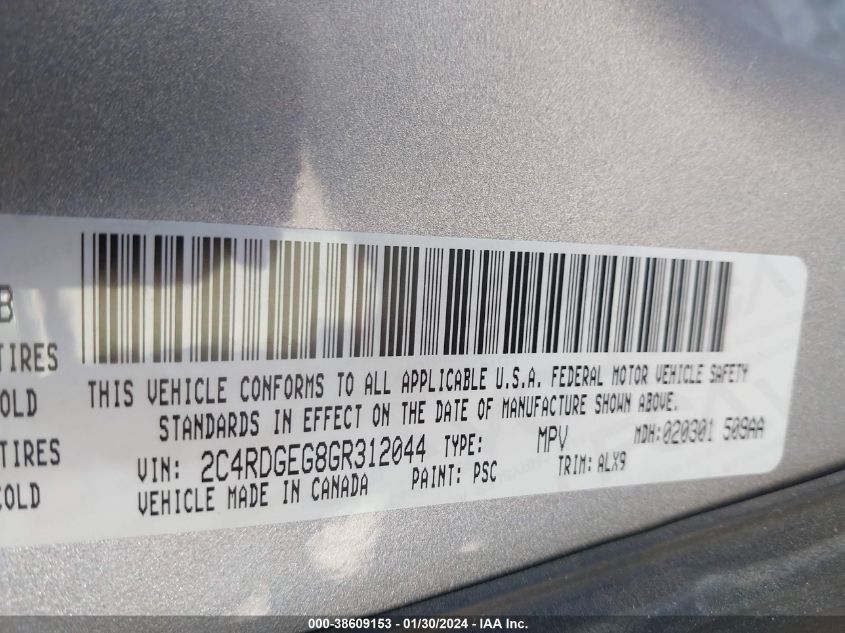 B
TIRES
OLD
TIRES
COLD
THIS VEHICLE CONFORMS TO ALL APPLICABLE U.S.A. FEDERAL MOTOR VEHICLE SAFETY
STANDARDS IN EFFECT ON THE DATE OF MANUFACTURE SHOWN ABOVE.
VIN: 2C4RDGEG8GR312044 TYPE: MPV MDH:020301 509AA
VEHICLE MADE IN CANADA PAINT: PSC TRIM: ALX9
000-38609153 - 01/30/2024 - IAA Inc.